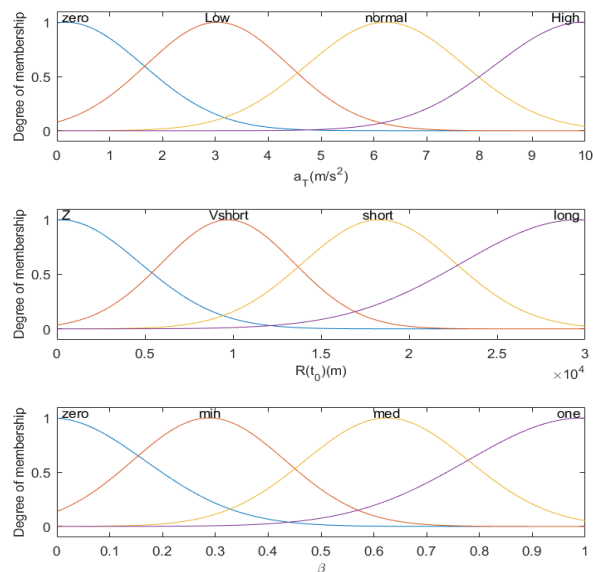 zero Low normal High
Degree of membership
1
0.5
0
0 1 2 3 4 5 6 7 8 9 10
a_T(m/s^2)
Z Vshort short long
Degree of membership
1
0.5
0
0 0.5 1 1.5 2 2.5 3
R(t_0)(m)
×10^4
zero min med one
Degree of membership
1
0.5
0
0 0.1 0.2 0.3 0.4 0.5 0.6 0.7 0.8 0.9 1
β